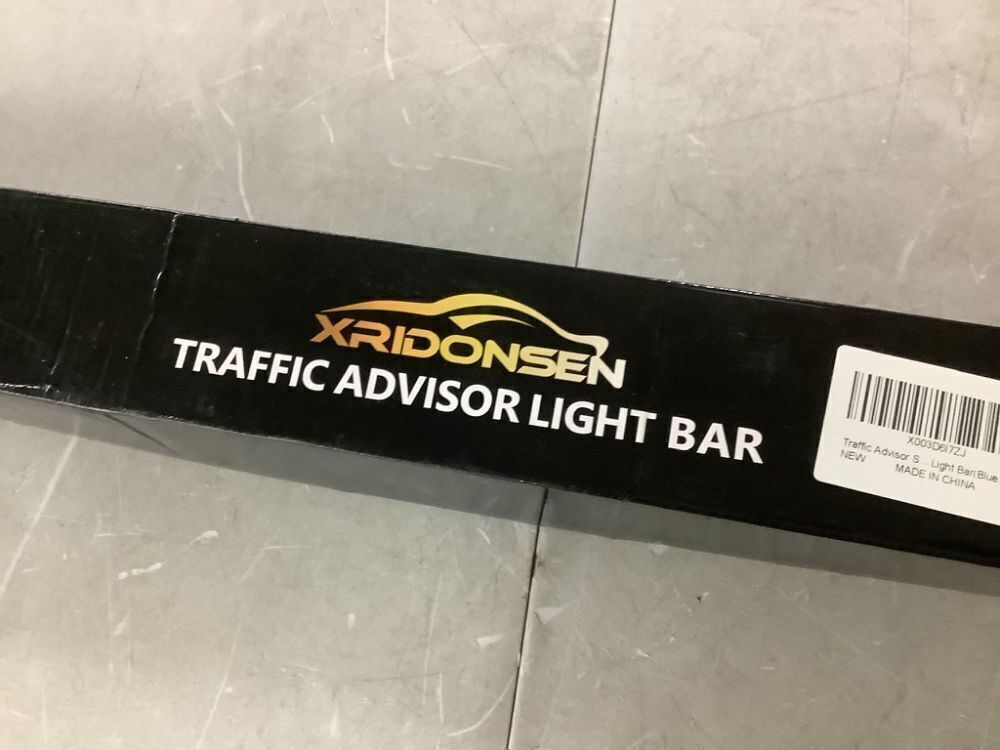 XRIDONSEN
TRAFFIC ADVISOR LIGHT BAR
X003D6I7ZJ
Traffic Advisor S... Light Bar(Blue
NEW MADE IN CHINA